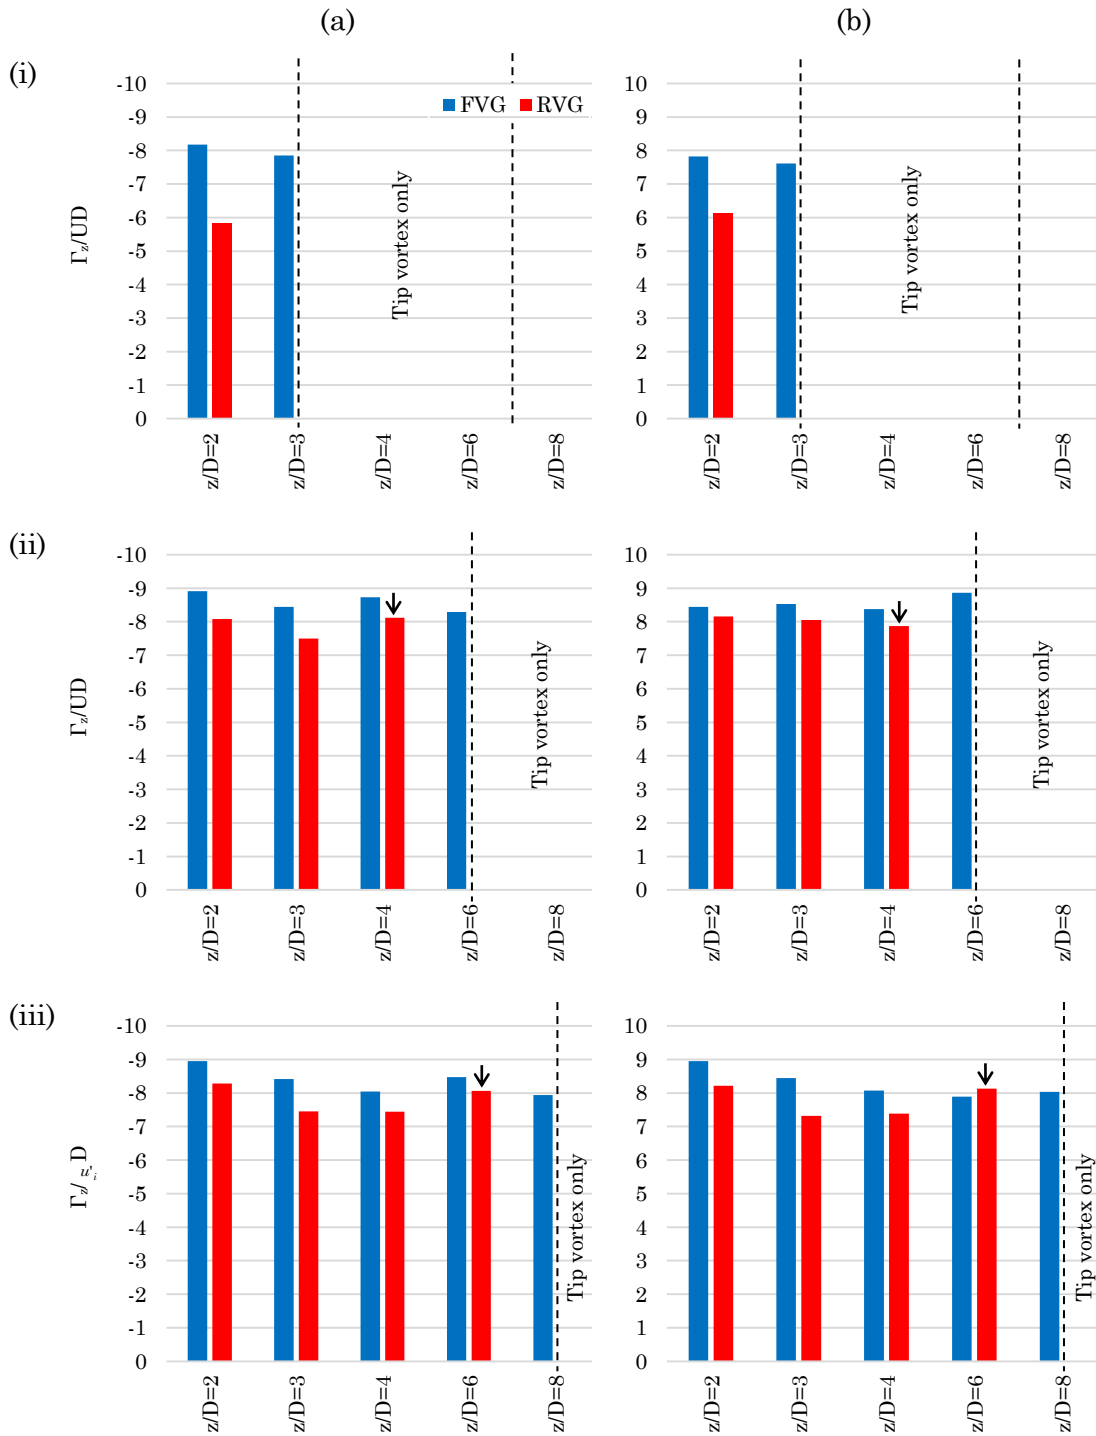 (a) (b)
(i)
-10
-9
-8
-7
-6
-5
-4
-3
-2
-1
0
Γz/UD
FVG RVG
Tip vortex only
z/D=2
z/D=3
z/D=4
z/D=6
z/D=8
10
9
8
7
6
5
4
3
2
1
0
Tip vortex only
z/D=2
z/D=3
z/D=4
z/D=6
z/D=8
(ii)
-10
-9
-8
-7
-6
-5
-4
-3
-2
-1
0
Γz/UD
Tip vortex only
z/D=2
z/D=3
z/D=4
z/D=6
z/D=8
10
9
8
7
6
5
4
3
2
1
0
Tip vortex only
z/D=2
z/D=3
z/D=4
z/D=6
z/D=8
(iii)
-10
-9
-8
-7
-6
-5
-4
-3
-2
-1
0
Γz/u'iD
Tip vortex only
z/D=2
z/D=3
z/D=4
z/D=6
z/D=8
10
9
8
7
6
5
4
3
2
1
0
Tip vortex only
z/D=2
z/D=3
z/D=4
z/D=6
z/D=8